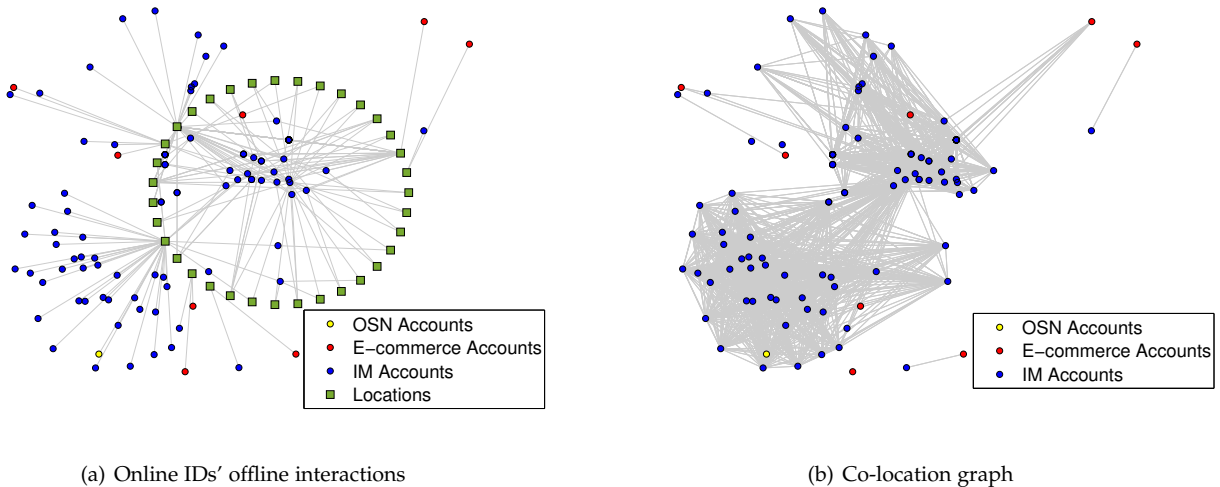 OSN Accounts
E−commerce Accounts
IM Accounts
Locations
OSN Accounts
E−commerce Accounts
IM Accounts
(a) Online IDs’ offline interactions
(b) Co-location graph